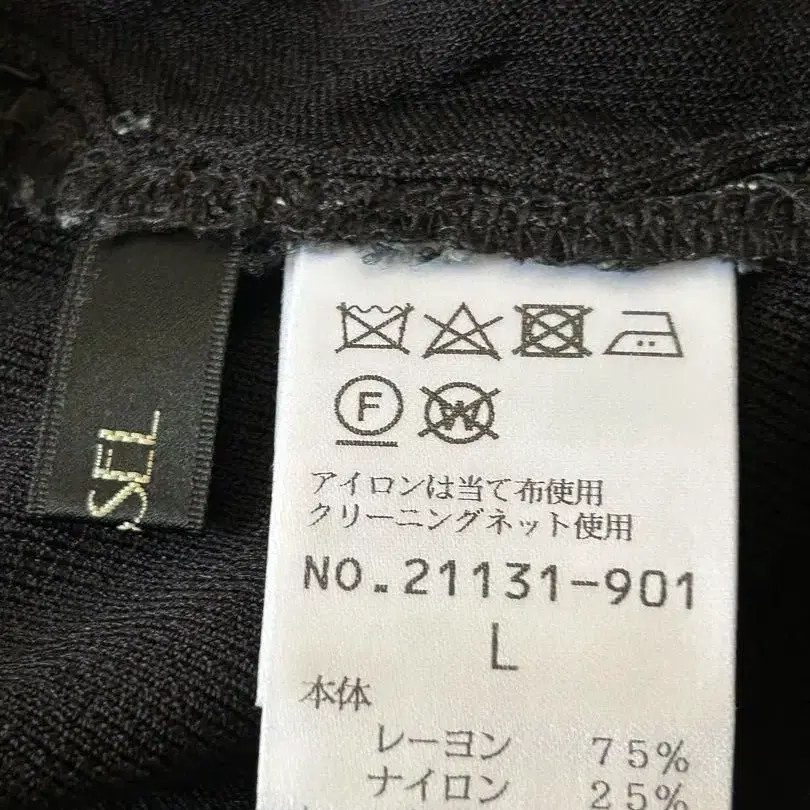 SEL
F
W
アイロンは当て布使用
クリーニングネット使用
NO.21131-901
L
本体
レーヨン 75%
ナイロン 25%